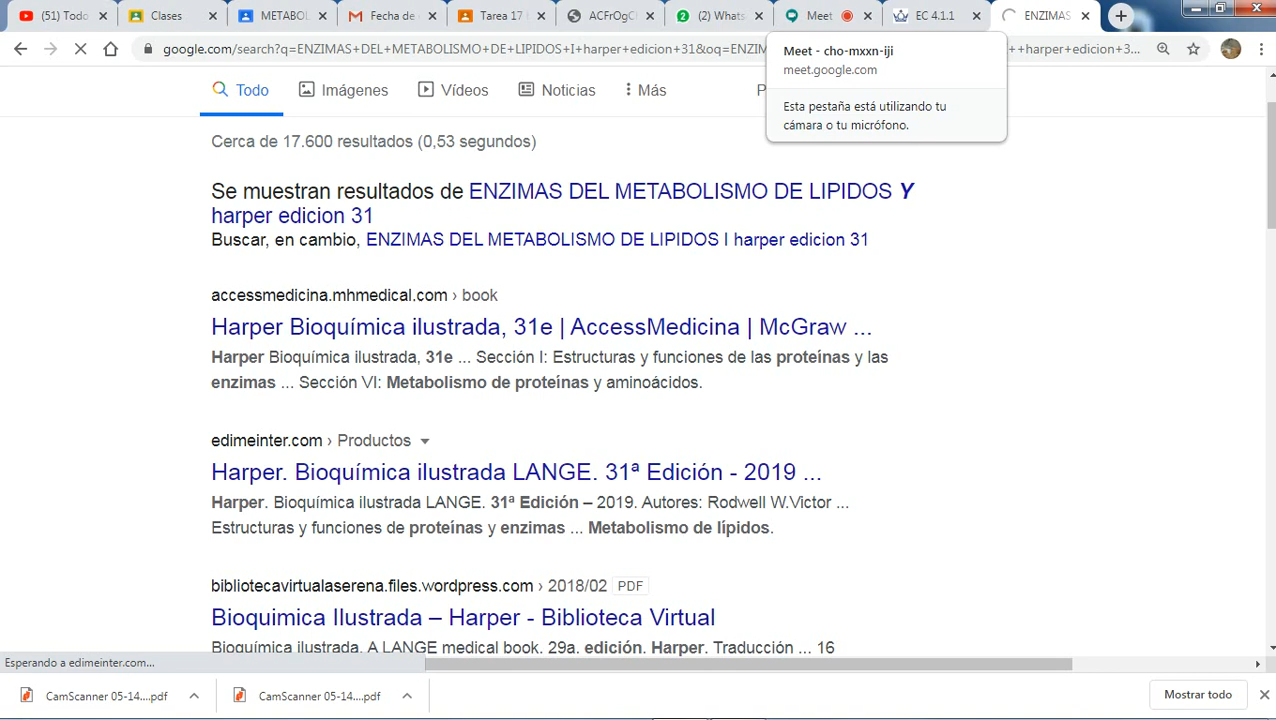 (51) Todo
Clases
METABOL
Fecha de
Tarea 17
ACFrOgC
(2) Whats
Meet
EC 4.1.1
ENZIMAS
google.com/search?q=ENZIMAS+DEL+METABOLISMO+DE+LIPIDOS+I+harper+edicion+31&oq=ENZIM
++harper+edicion+3...
Meet - cho-mxxn-iji
meet.google.com
Esta pestaña está utilizando tu
cámara o tu micrófono.
Todo
Imágenes
Vídeos
Noticias
Más
P
Cerca de 17.600 resultados (0,53 segundos)
Se muestran resultados de ENZIMAS DEL METABOLISMO DE LIPIDOS Y
harper edicion 31
Buscar, en cambio, ENZIMAS DEL METABOLISMO DE LIPIDOS I harper edicion 31
accessmedicina.mhmedical.com › book
Harper Bioquímica ilustrada, 31e | AccessMedicina | McGraw ...
Harper Bioquímica ilustrada, 31e ... Sección I: Estructuras y funciones de las proteínas y las
enzimas ... Sección VI: Metabolismo de proteínas y aminoácidos.
edimeinter.com › Productos
Harper. Bioquímica ilustrada LANGE. 31ª Edición - 2019 ...
Harper. Bioquímica ilustrada LANGE. 31ª Edición – 2019. Autores: Rodwell W.Victor ...
Estructuras y funciones de proteínas y enzimas ... Metabolismo de lípidos.
bibliotecavirtualaserena.files.wordpress.com › 2018/02 PDF
Bioquimica Ilustrada – Harper - Biblioteca Virtual
Bioquímica ilustrada. A LANGE medical book. 29a. edición. Harper. Traducción ... 16
Esperando a edimeinter.com...
CamScanner 05-14....pdf
CamScanner 05-14....pdf
Mostrar todo